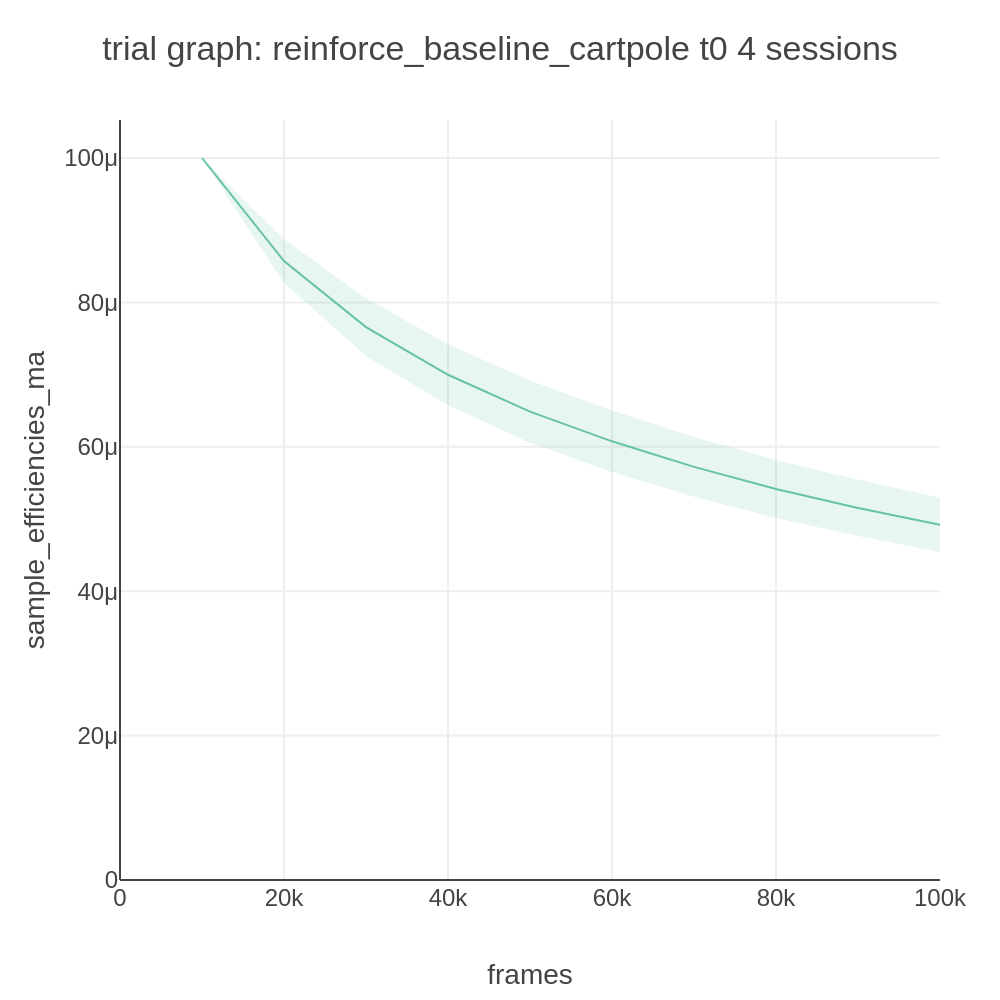 trial graph: reinforce_baseline_cartpole t0 4 sessions
100μ
80μ
60μ
40μ
20μ
0
sample_efficiencies_ma
0 20k 40k 60k 80k 100k
frames